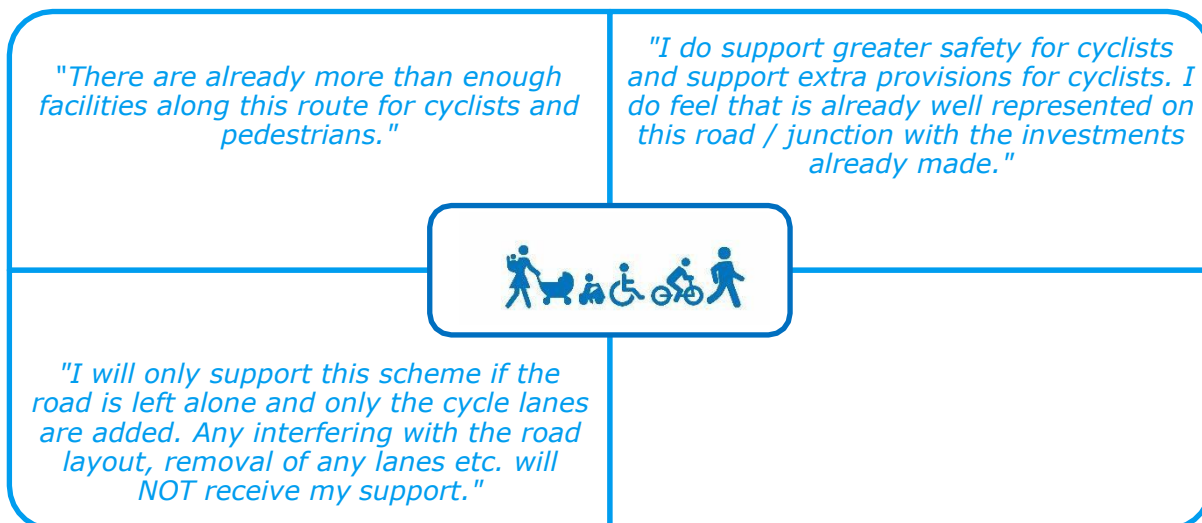 "There are already more than enough
facilities along this route for cyclists and
pedestrians."
"I do support greater safety for cyclists
and support extra provisions for cyclists. I
do feel that is already well represented on
this road / junction with the investments
already made."
"I will only support this scheme if the
road is left alone and only the cycle lanes
are added. Any interfering with the road
layout, removal of any lanes etc. will
NOT receive my support."